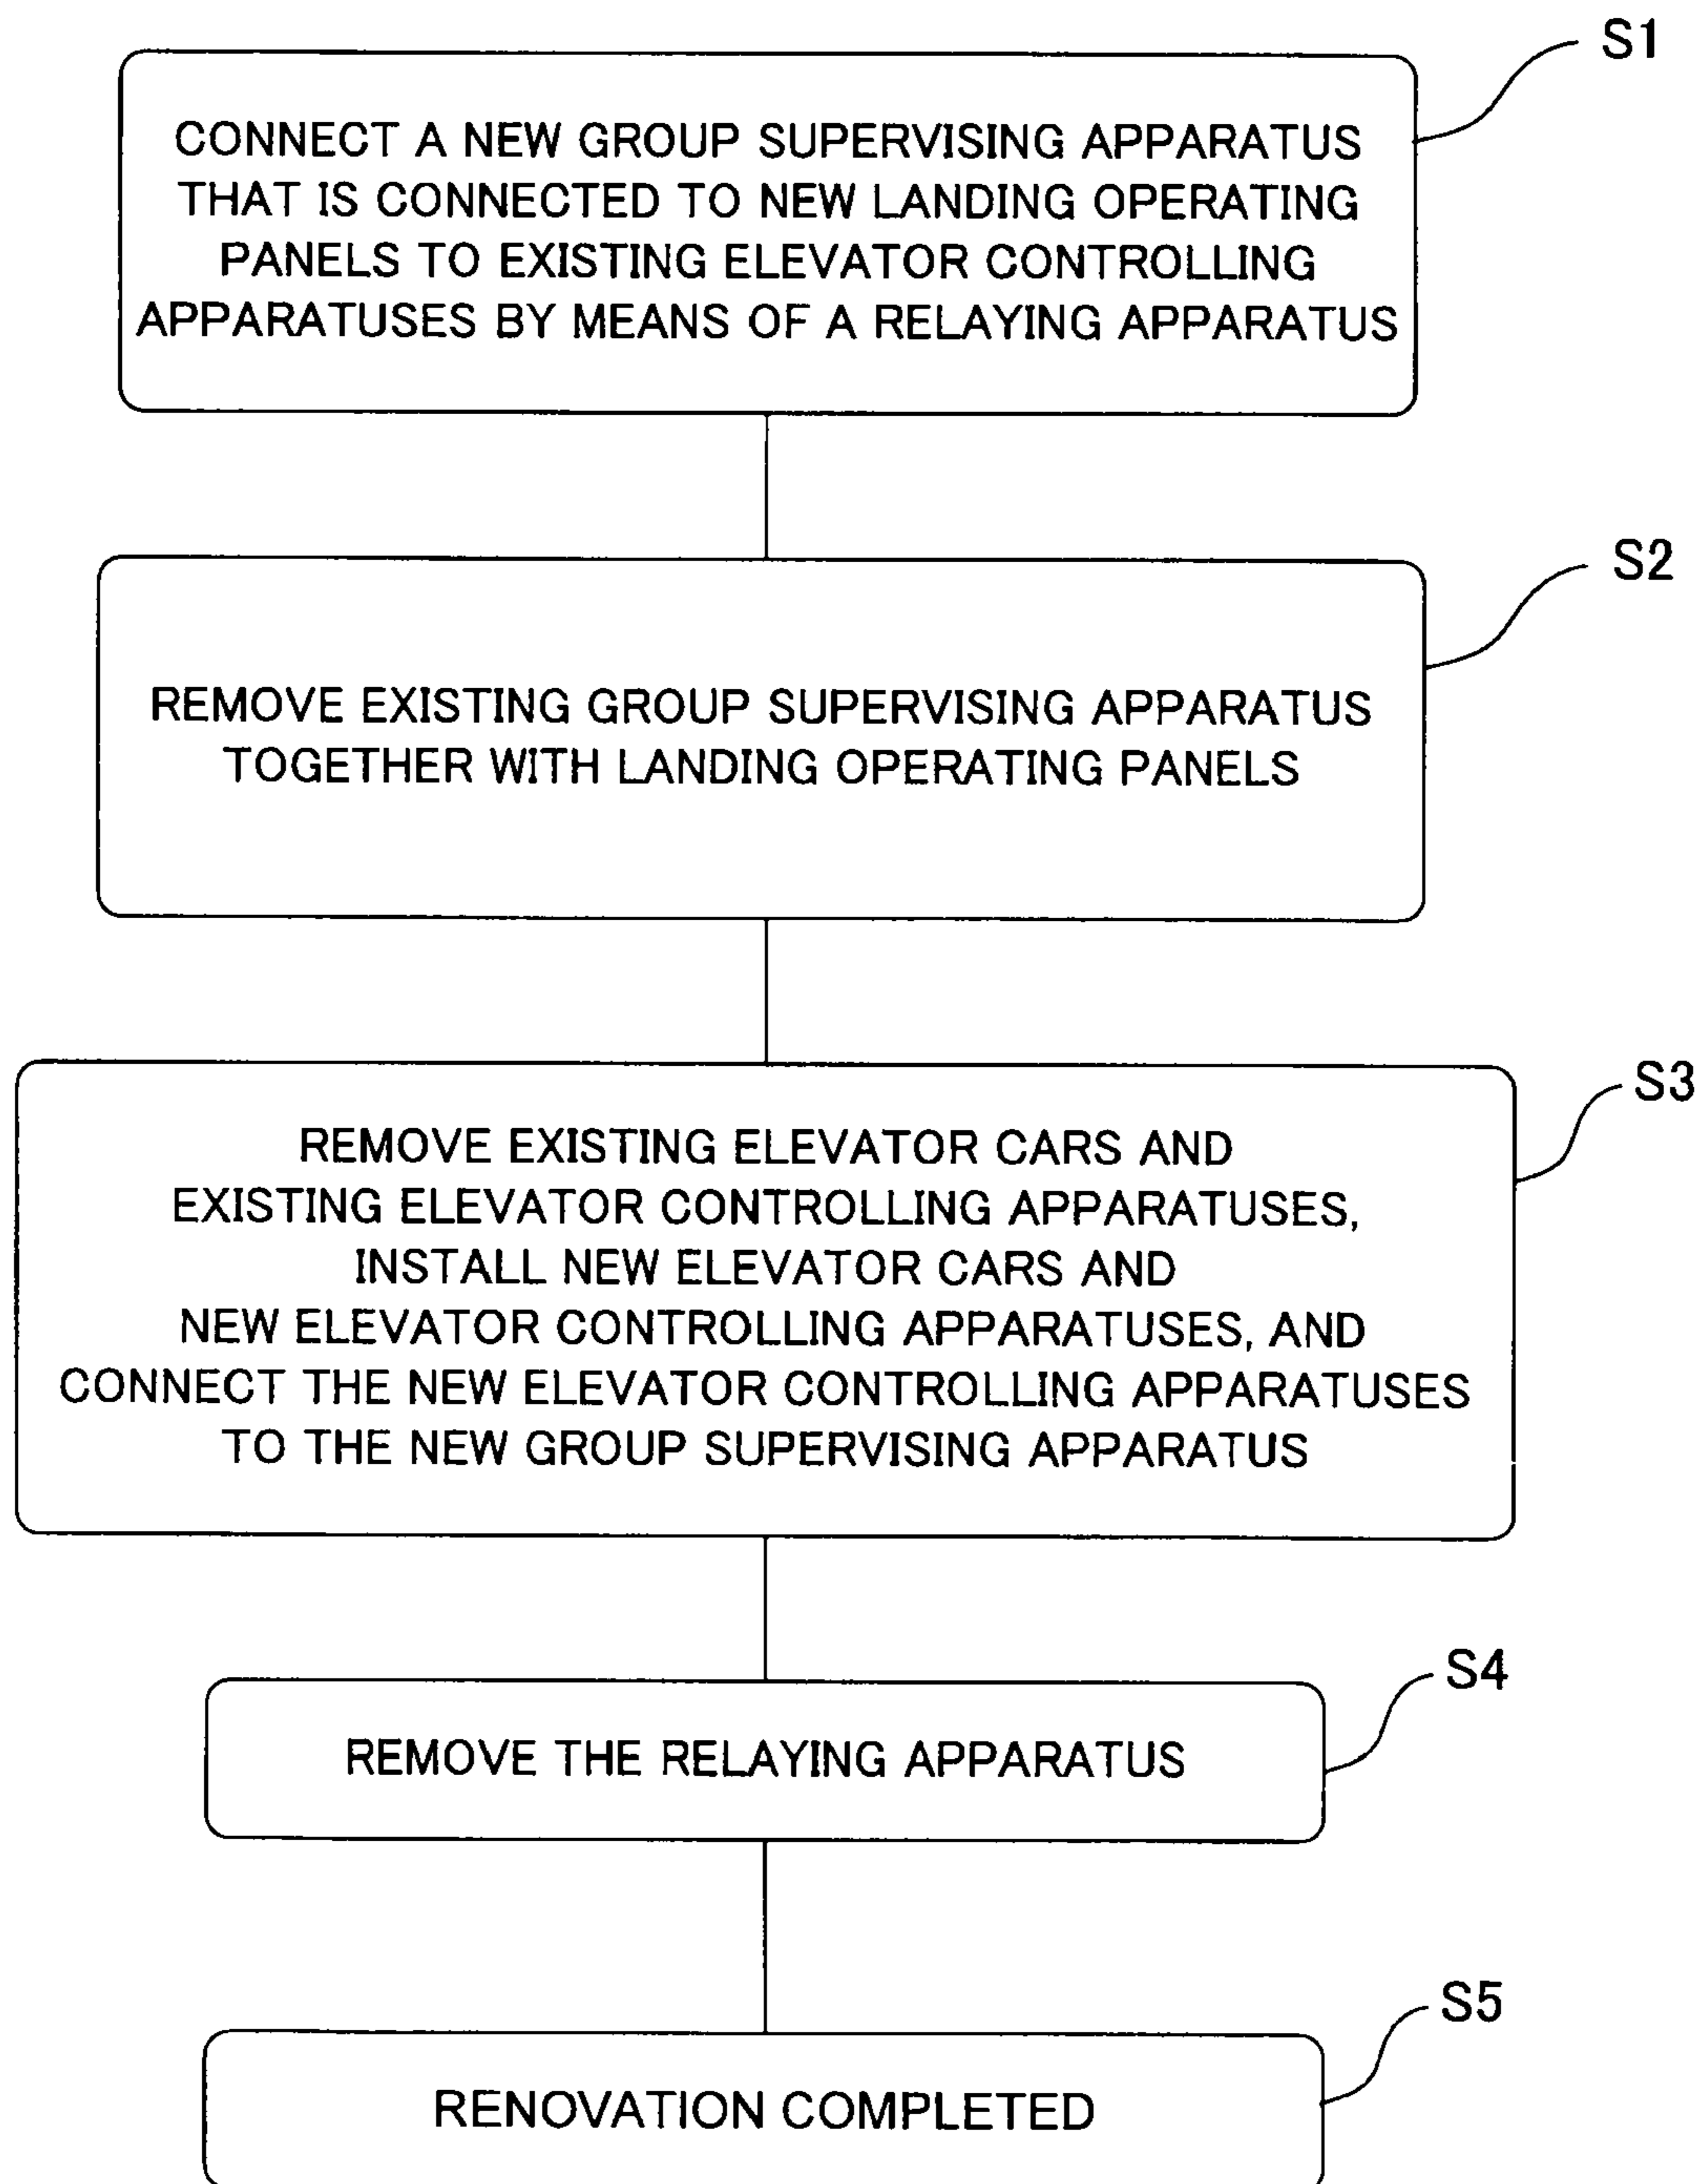 S1
CONNECT A NEW GROUP SUPERVISING APPARATUS
THAT IS CONNECTED TO NEW LANDING OPERATING
PANELS TO EXISTING ELEVATOR CONTROLLING
APPARATUSES BY MEANS OF A RELAYING APPARATUS
S2
REMOVE EXISTING GROUP SUPERVISING APPARATUS
TOGETHER WITH LANDING OPERATING PANELS
S3
REMOVE EXISTING ELEVATOR CARS AND
EXISTING ELEVATOR CONTROLLING APPARATUSES,
INSTALL NEW ELEVATOR CARS AND
NEW ELEVATOR CONTROLLING APPARATUSES, AND
CONNECT THE NEW ELEVATOR CONTROLLING APPARATUSES
TO THE NEW GROUP SUPERVISING APPARATUS
S4
REMOVE THE RELAYING APPARATUS
S5
RENOVATION COMPLETED